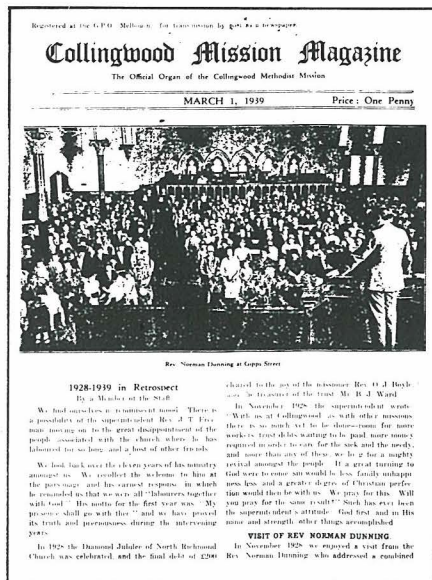 Registered at the G.P.O. Melbourne for transmission by post as a newspaper
Collingwood Mission Magazine
The Official Organ of the Collingwood Methodist Mission
MARCH 1, 1939 Price: One Penny
Rev. Norman Dunning at Gipps Street
1928-1939 in Retrospect
By a Member of the Staff
We find ourselves in reminiscent mood. There is
a possibility of the superintendent Rev. J. T. Free-
man moving on to the great disappointment of the
people associated with the church where he has
laboured for so long and a host of other friends.
We look back over the eleven years of his ministry
amongst us. We recollect the welcome to him at
the parsonage and his earnest response in which
he reminded us that we were all "labourers together
with God." His motto for the first year was "My
presence shall go with thee" and we have proved
its truth and preciousness during the intervening
years.
In 1928 the Diamond Jubilee of North Richmond
Church was celebrated, and the final debt of £200
cleared to the joy of the missioner Rev. O. J. Boyle
treasurer of the trust Mr. B. J. Ward
In November 1928 the superintendent wrote
"With us at Collingwood as with other missions
there is so much yet to be done—room for more
workers, trust debts waiting to be paid, more money
required in order to care for the sick and the needy,
and more than any of these, we beg for a mighty
revival amongst the people. If a great turning to
God were to come sin would be less family unhappi-
ness less and a greater degree of Christian perfec-
tion would then be with us. We pray for this. Will
you pray for the same result?" Such has ever been
the superintendent's attitude. God first and in His
name and strength other things accomplished.
VISIT OF REV NORMAN DUNNING
In November 1928 we enjoyed a visit from the
Rev. Norman Dunning who addressed a combined